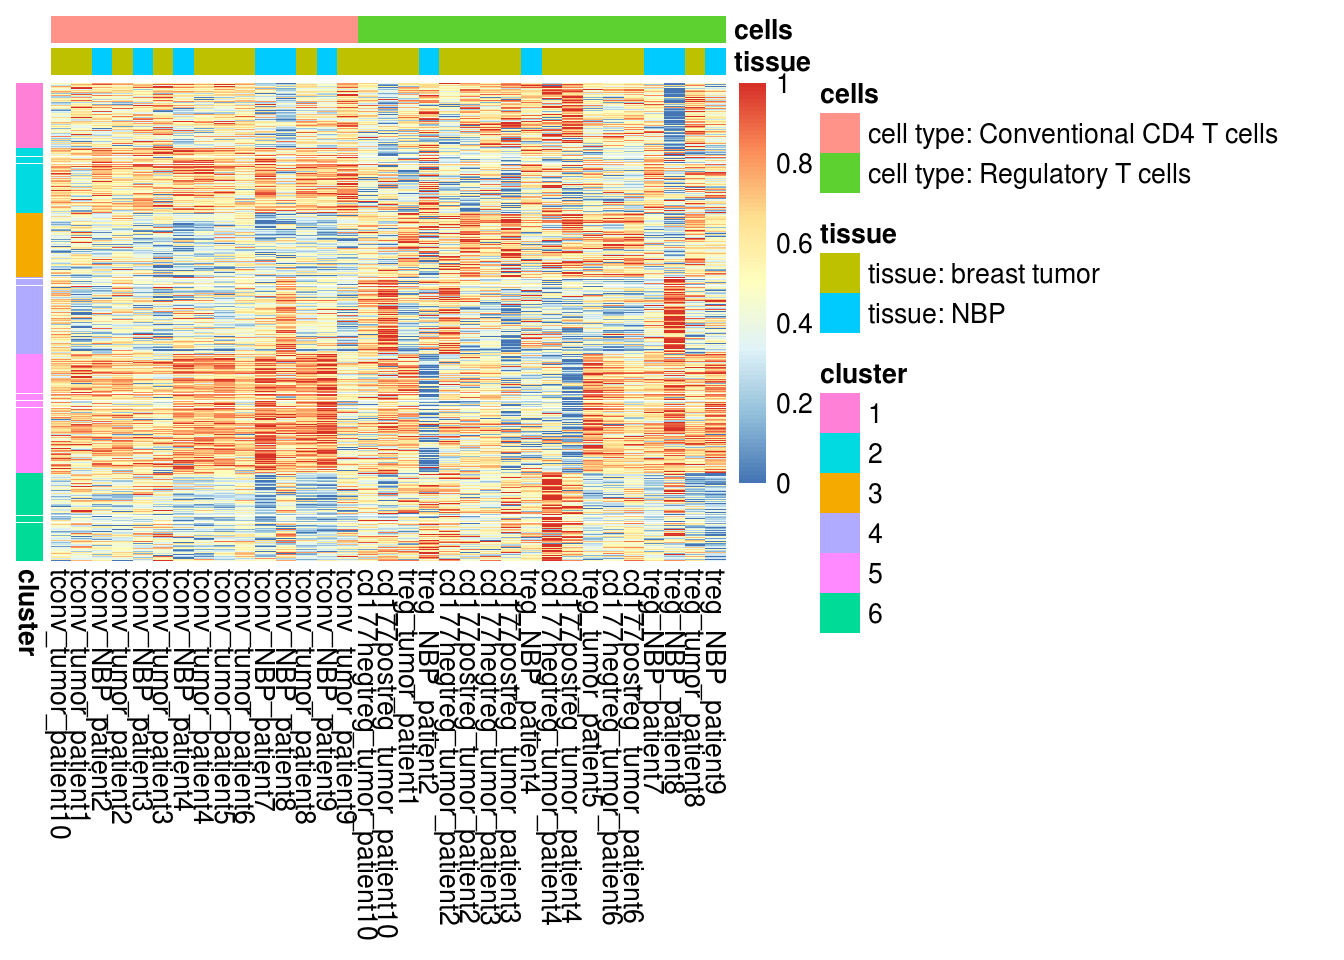 cells
tissue
1
0.8
0.6
0.4
0.2
0
cells
cell type: Conventional CD4 T cells
cell type: Regulatory T cells
tissue
tissue: breast tumor
tissue: NBP
cluster
1
2
3
4
5
6
cluster
tconv_tumor_patient10
tconv_tumor_patient1
tconv_NBP_patient2
tconv_tumor_patient2
tconv_NBP_patient3
tconv_tumor_patient3
tconv_NBP_patient4
tconv_tumor_patient4
tconv_tumor_patient5
tconv_tumor_patient6
tconv_NBP_patient7
tconv_NBP_patient8
tconv_tumor_patient8
tconv_NBP_patient9
tconv_tumor_patient9
cd177negtreg_tumor_patient10
cd177postreg_tumor_patient10
treg_tumor_patient1
treg_NBP_patient2
cd177negtreg_tumor_patient2
cd177postreg_tumor_patient2
cd177negtreg_tumor_patient3
cd177postreg_tumor_patient3
treg_NBP_patient4
cd177negtreg_tumor_patient4
cd177postreg_tumor_patient4
treg_tumor_patient5
cd177negtreg_tumor_patient6
cd177postreg_tumor_patient6
treg_NBP_patient7
treg_NBP_patient8
treg_tumor_patient8
treg_NBP_patient9